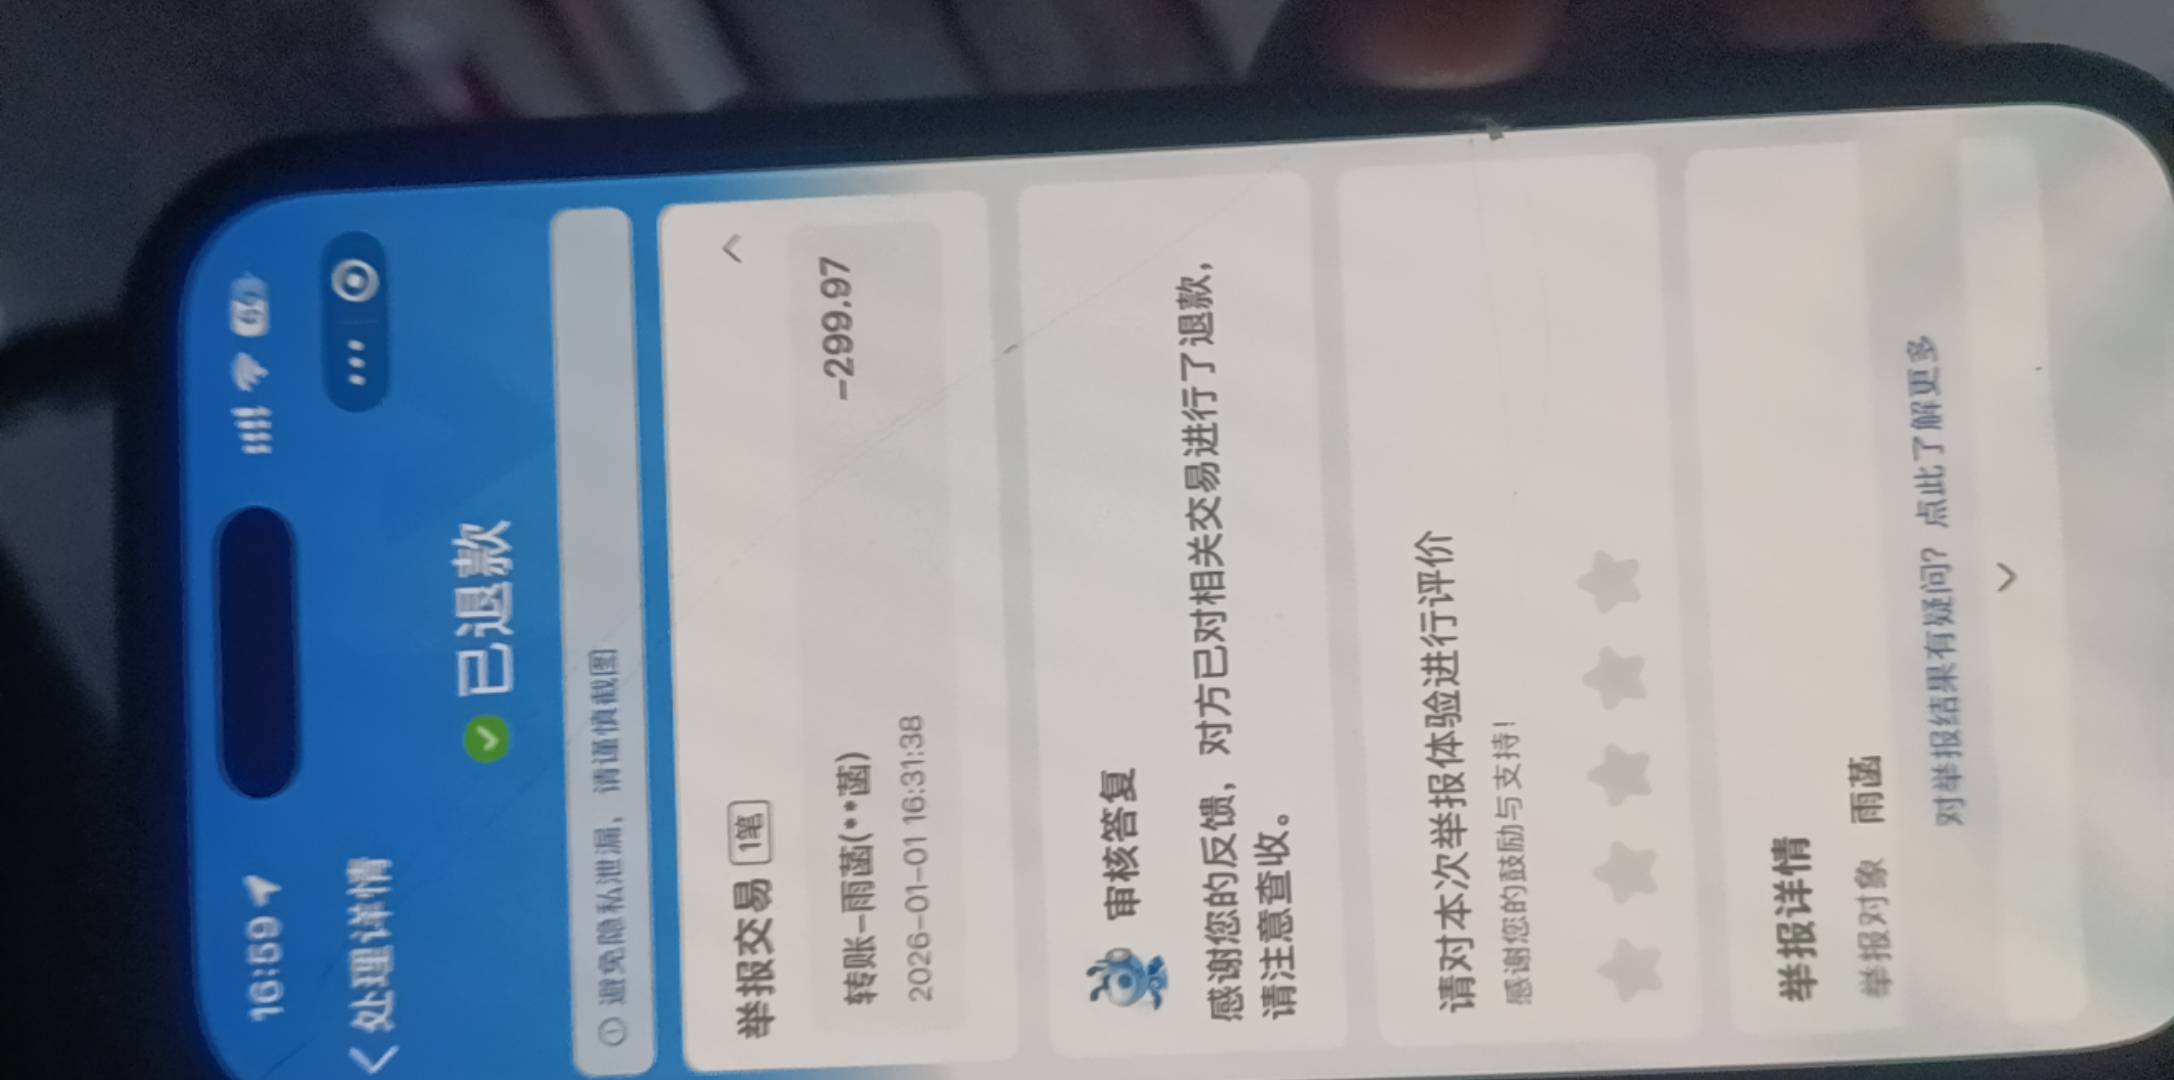 16:59
处理详情
已退款
避免隐私泄漏，请谨慎截图
举报交易 1笔
转账-雨菡(**菡) -299.97
2026-01-01 16:31:38
审核答复
感谢您的反馈，对方已对相关交易进行了退款，
请注意查收。
请对本次举报体验进行评价
感谢您的鼓励与支持！
举报详情
举报对象 雨菡
对举报结果有疑问？点此了解更多